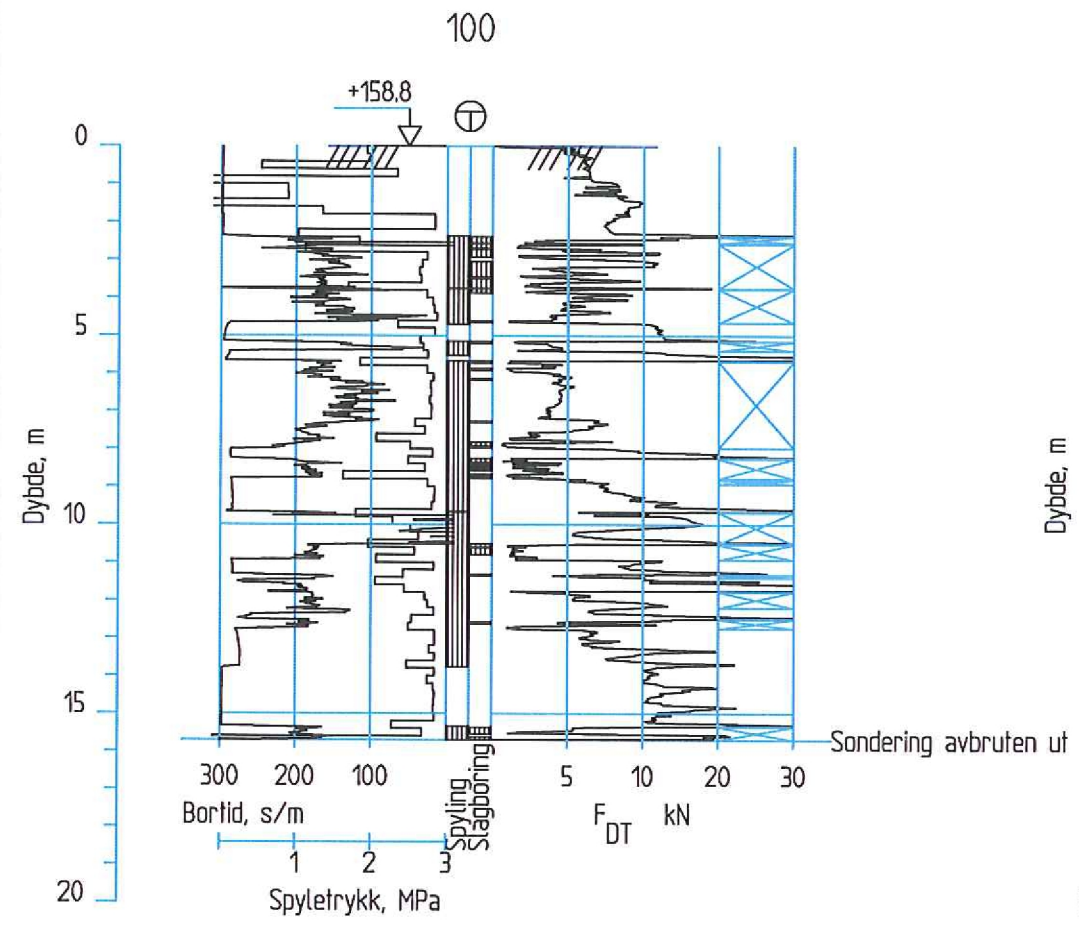 100
+158,8
0
5
10
15
20
Dybde, m
Dybde, m
Sondering avbruten ut
300 200 100
5 10 20 30
Bortid, s/m
Spyling
Slagboring
F DT kN
1 2 3
Spyletrykk, MPa